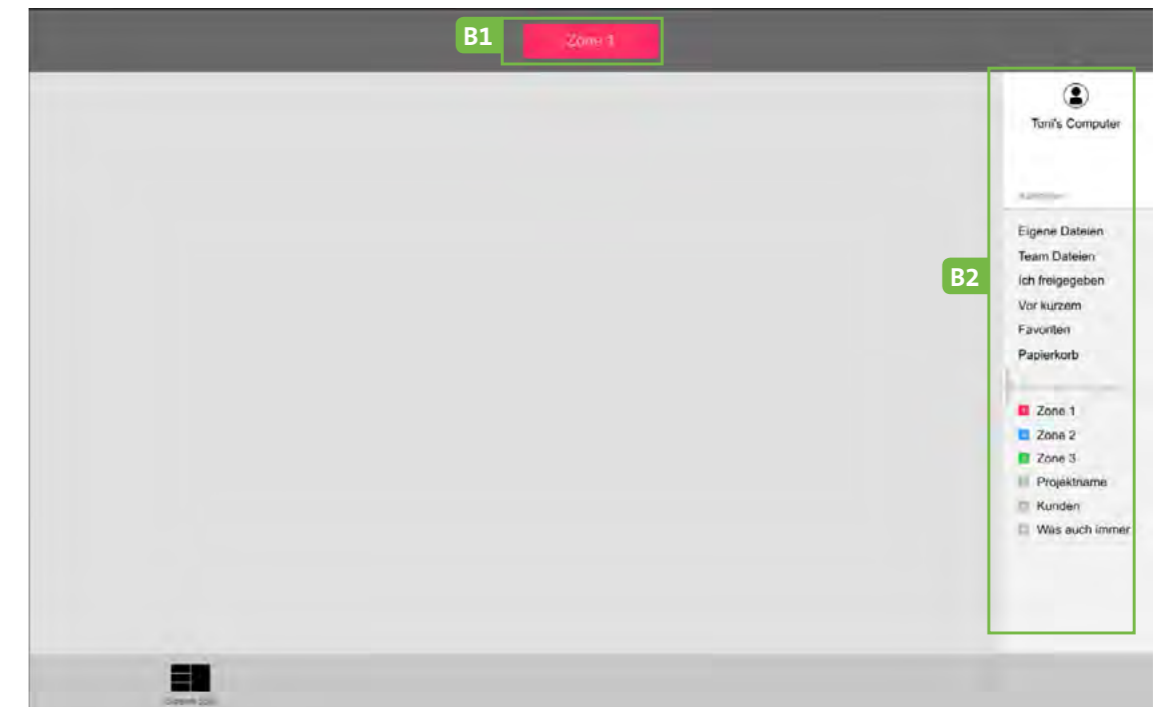 B1
Zone 1
Toni's Computer
Eigene Dateien
Team Dateien
Ich freigegeben
Vor kurzem
Favoriten
Papierkorb
B2
Zone 1
Zone 2
Zone 3
Projektname
Kunden
Was auch immer